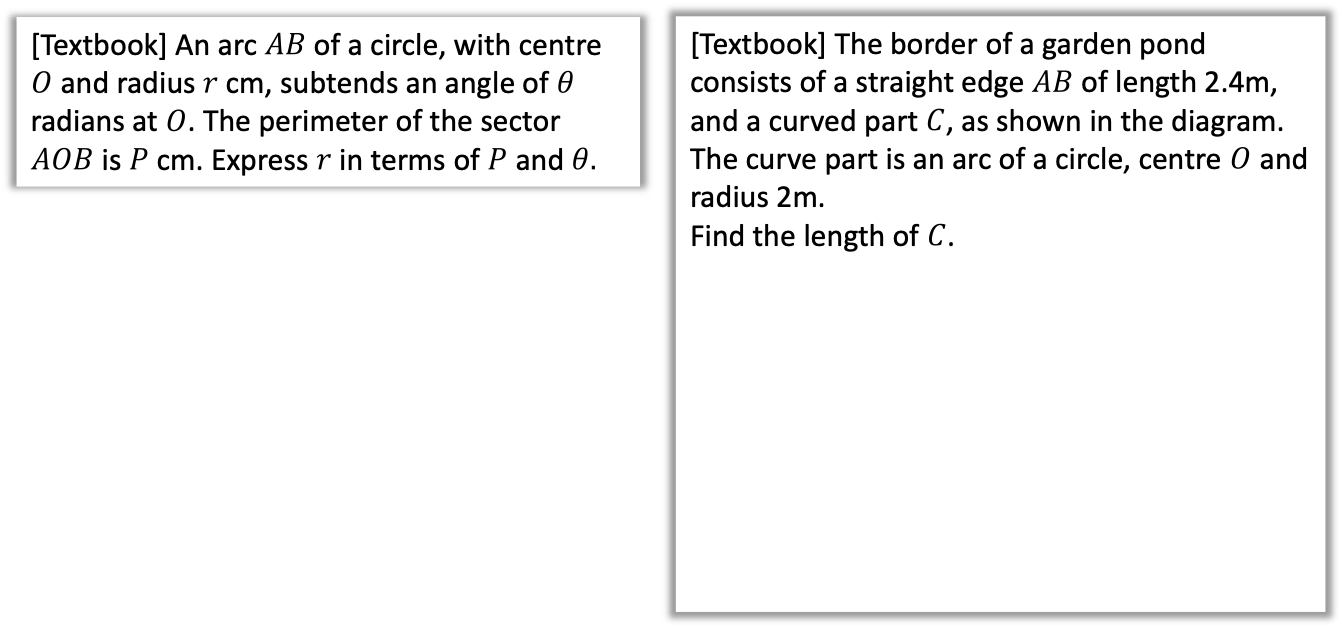 [Textbook] An arc AB of a circle, with centre
O and radius r cm, subtends an angle of θ
radians at O. The perimeter of the sector
AOB is P cm. Express r in terms of P and θ.
[Textbook] The border of a garden pond
consists of a straight edge AB of length 2.4m,
and a curved part C, as shown in the diagram.
The curve part is an arc of a circle, centre O and
radius 2m.
Find the length of C.